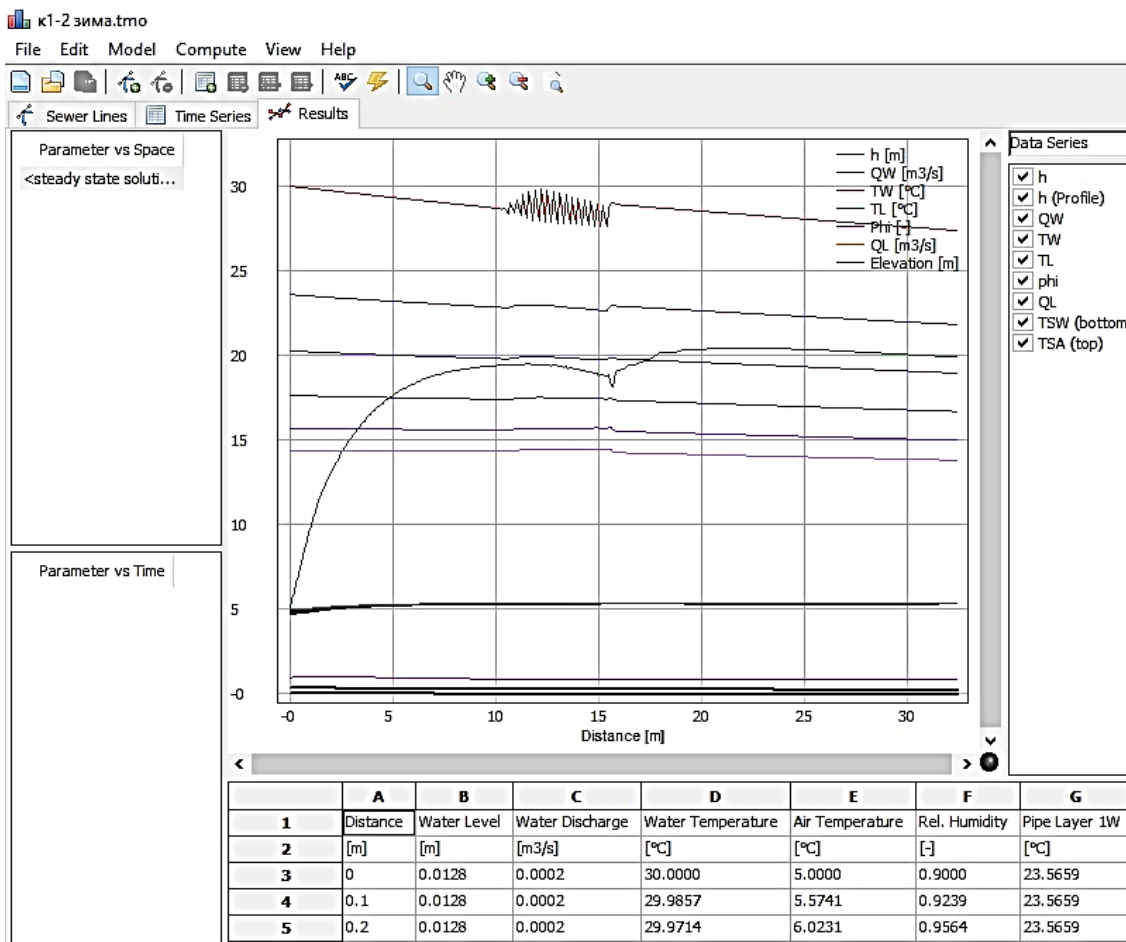 к1-2 зима.tmo
File Edit Model Compute View Help
ABC
Sewer Lines Time Series Results
Parameter vs Space
<steady state soluti...
Parameter vs Time
30
25
20
15
10
5
-0
-0 5 10 15 20 25 30
Distance [m]
h [m]
QW [m3/s]
TW [ºC]
TL [ºC]
Phi [-]
QL [m3/s]
Elevation [m]
Data Series
h
h (Profile)
QW
TW
TL
phi
QL
TSW (bottom
TSA (top)
A B C D E F G
1 Distance Water Level Water Discharge Water Temperature Air Temperature Rel. Humidity Pipe Layer 1W
2 [m] [m] [m3/s] [ºC] [ºC] [-] [ºC]
3 0 0.0128 0.0002 30.0000 5.0000 0.9000 23.5659
4 0.1 0.0128 0.0002 29.9857 5.5741 0.9239 23.5659
5 0.2 0.0128 0.0002 29.9714 6.0231 0.9564 23.5659